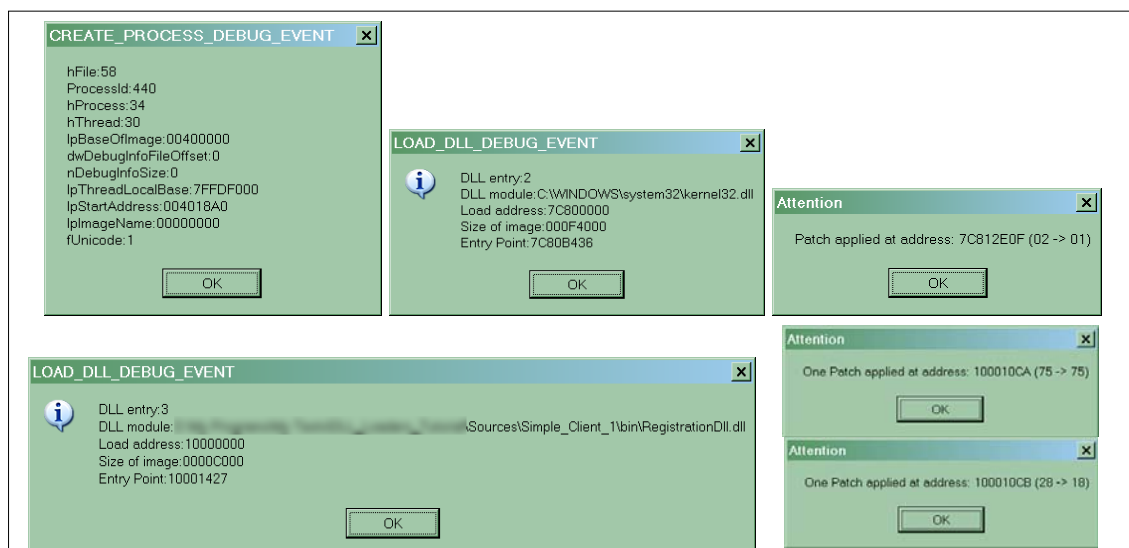 CREATE_PROCESS_DEBUG_EVENT
hFile:58
ProcessId:440
hProcess:34
hThread:30
lpBaseOfImage:00400000
dwDebugInfoFileOffset:0
nDebugInfoSize:0
lpThreadLocalBase:7FFDF000
lpStartAddress:004018A0
lpImageName:00000000
fUnicode:1
OK
LOAD_DLL_DEBUG_EVENT
DLL entry:2
DLL module:C:\WINDOWS\system32\kernel32.dll
Load address:7C800000
Size of image:000F4000
Entry Point:7C80B436
OK
Attention
Patch applied at address: 7C812E0F (02 -> 01)
OK
LOAD_DLL_DEBUG_EVENT
DLL entry:3
DLL module: \Sources\Simple_Client_1\bin\RegistrationDll.dll
Load address:10000000
Size of image:0000C000
Entry Point:10001427
OK
Attention
One Patch applied at address: 100010CA (75 -> 75)
OK
Attention
One Patch applied at address: 100010CB (28 -> 18)
OK